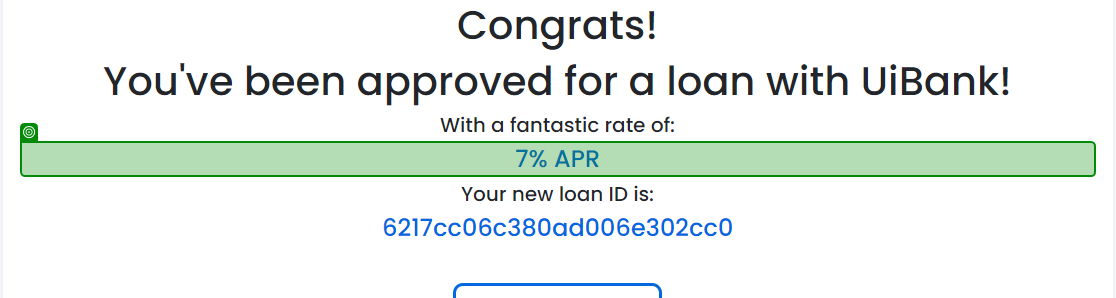 Congrats!
You've been approved for a loan with UiBank!
With a fantastic rate of:
7% APR
Your new loan ID is:
6217cc06c380ad006e302cc0